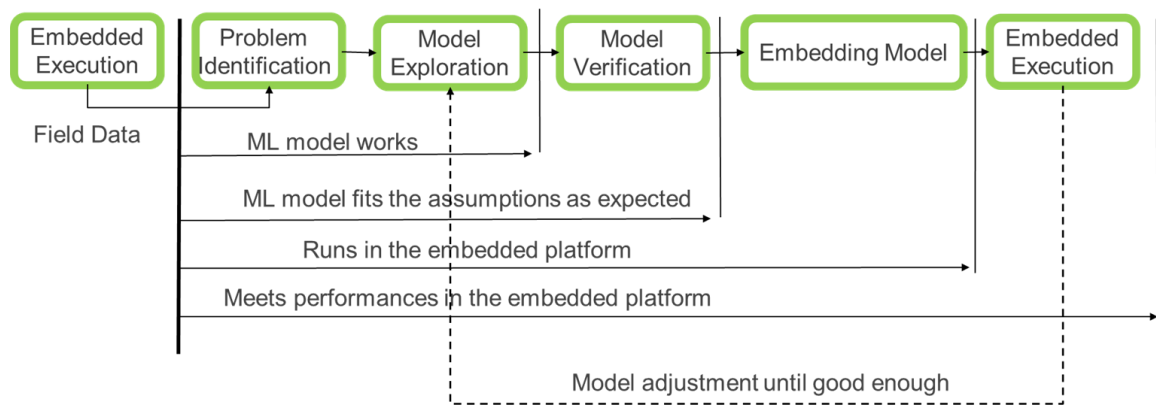 Embedded
Execution
Problem
Identification
Model
Exploration
Model
Verification
Embedding Model
Embedded
Execution
Field Data
ML model works
ML model fits the assumptions as expected
Runs in the embedded platform
Meets performances in the embedded platform
Model adjustment until good enough